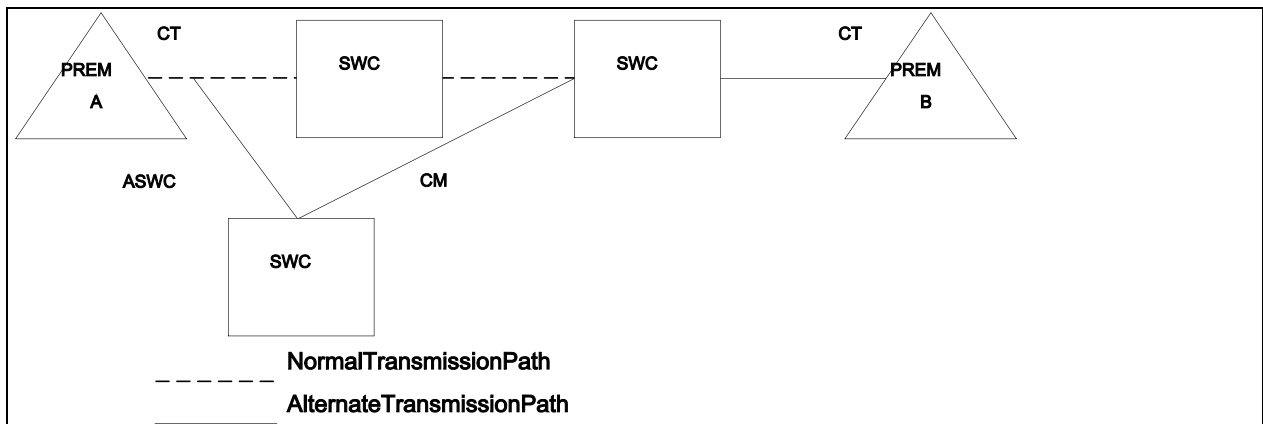 CT
CT
PREM
A
SWC
SWC
PREM
B
ASWC
CM
SWC
NormalTransmissionPath
AlternateTransmissionPath